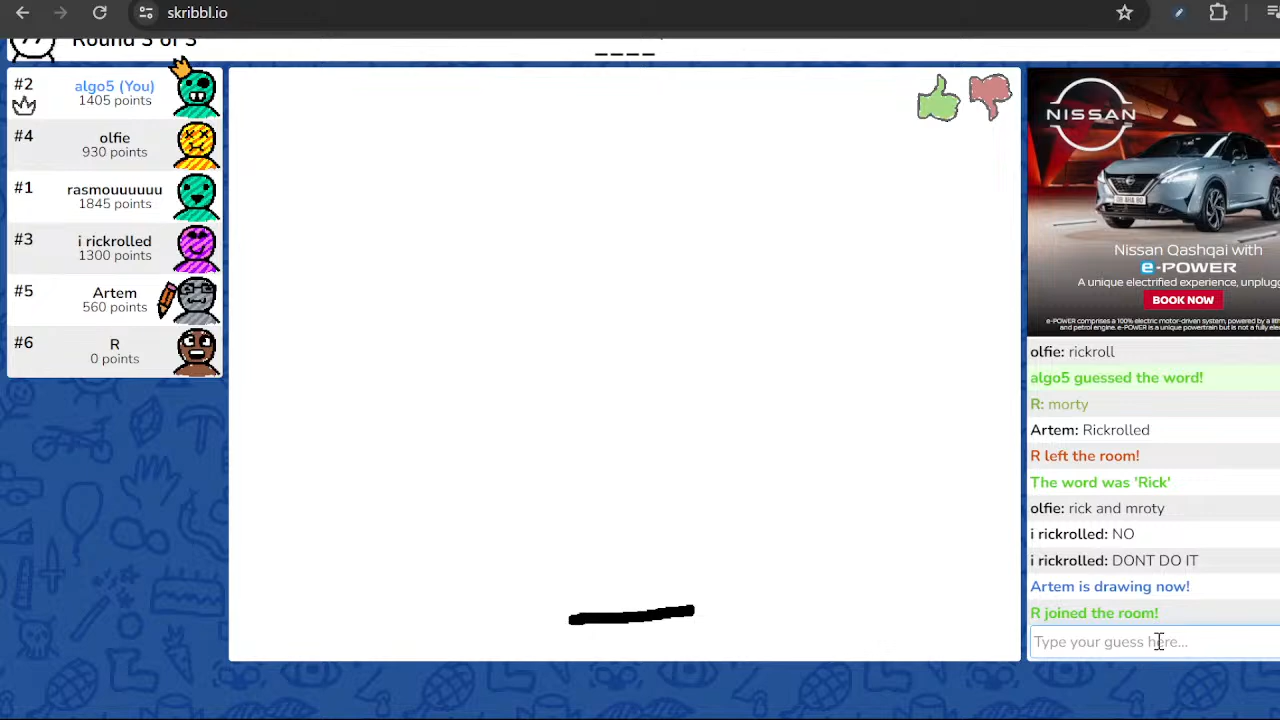 skribbl.io
Round 3 of 3
____
#2
algo5 (You)
1405 points
#4
olfie
930 points
#1
rasmouuuuuu
1845 points
#3
i rickrolled
1300 points
#5
Artem
560 points
#6
R
0 points
NISSAN
Nissan Qashqai with
e-POWER
A unique electrified experience, unplugg
BOOK NOW
olfie: rickroll
algo5 guessed the word!
R: morty
Artem: Rickrolled
R left the room!
The word was 'Rick'
olfie: rick and mroty
i rickrolled: NO
i rickrolled: DONT DO IT
Artem is drawing now!
R joined the room!
Type your guess here...